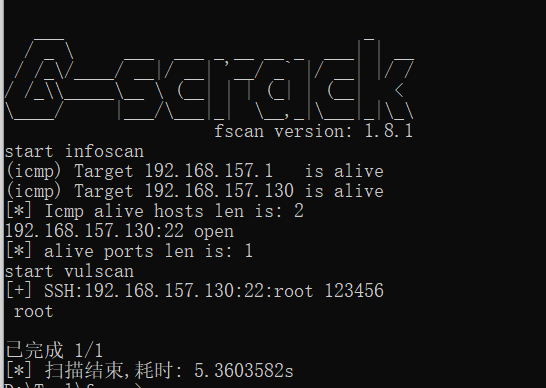 fscan version: 1.8.1
start infoscan
(icmp) Target 192.168.157.1   is alive
(icmp) Target 192.168.157.130 is alive
[*] Icmp alive hosts len is: 2
192.168.157.130:22 open
[*] alive ports len is: 1
start vulscan
[+] SSH:192.168.157.130:22:root 123456
root
已完成 1/1
[*] 扫描结束,耗时: 5.3603582s